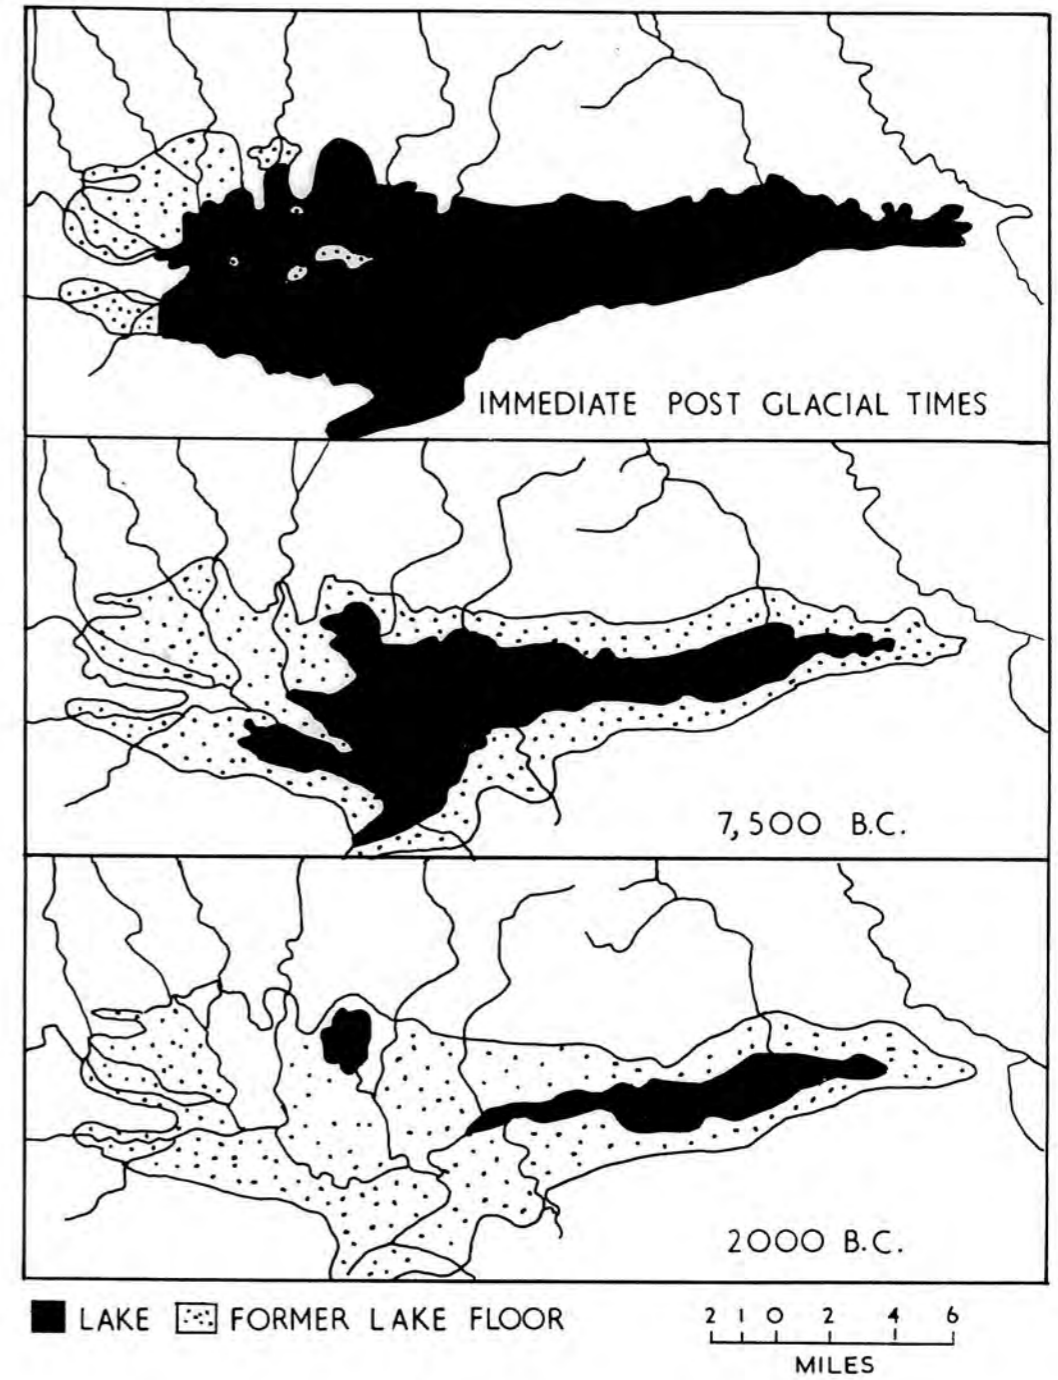 IMMEDIATE POST GLACIAL TIMES
7,500 B.C.
2000 B.C.
LAKE FORMER LAKE FLOOR
2 1 0 2 4 6
MILES